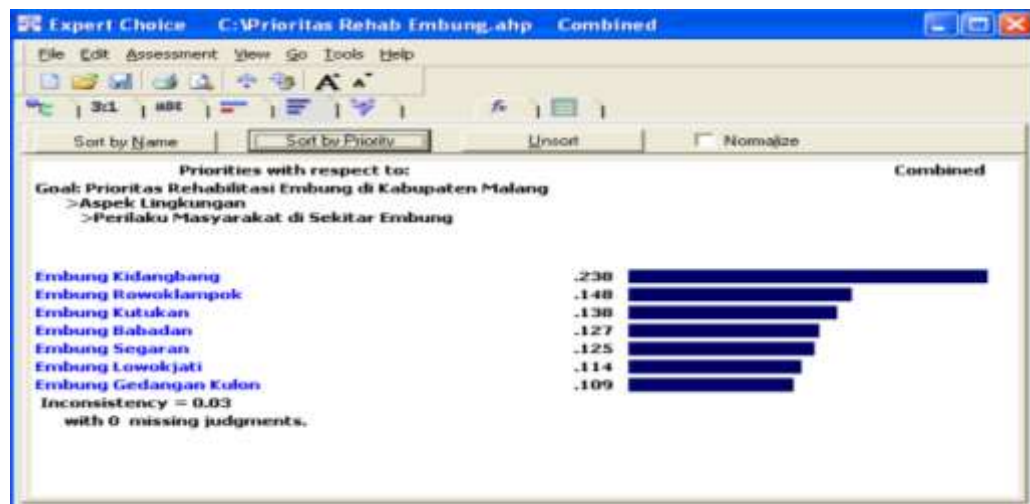 Expert Choice C:\Prioritas Rehab Embung.ahp Combined
File Edit Assessment View Go Tools Help
A A
3:1 ABC
Sort by Name Sort by Priority Unsort Normalize
Priorities with respect to: Combined
Goal: Prioritas Rehabilitasi Embung di Kabupaten Malang
>Aspek Lingkungan
>Perilaku Masyarakat di Sekitar Embung
Embung Kidangbang .238
Embung Rowoklampok .148
Embung Kutukan .138
Embung Babadan .127
Embung Segaran .125
Embung Lowokjati .114
Embung Gedangan Kulon .109
Inconsistency = 0.03
with 0 missing judgments.